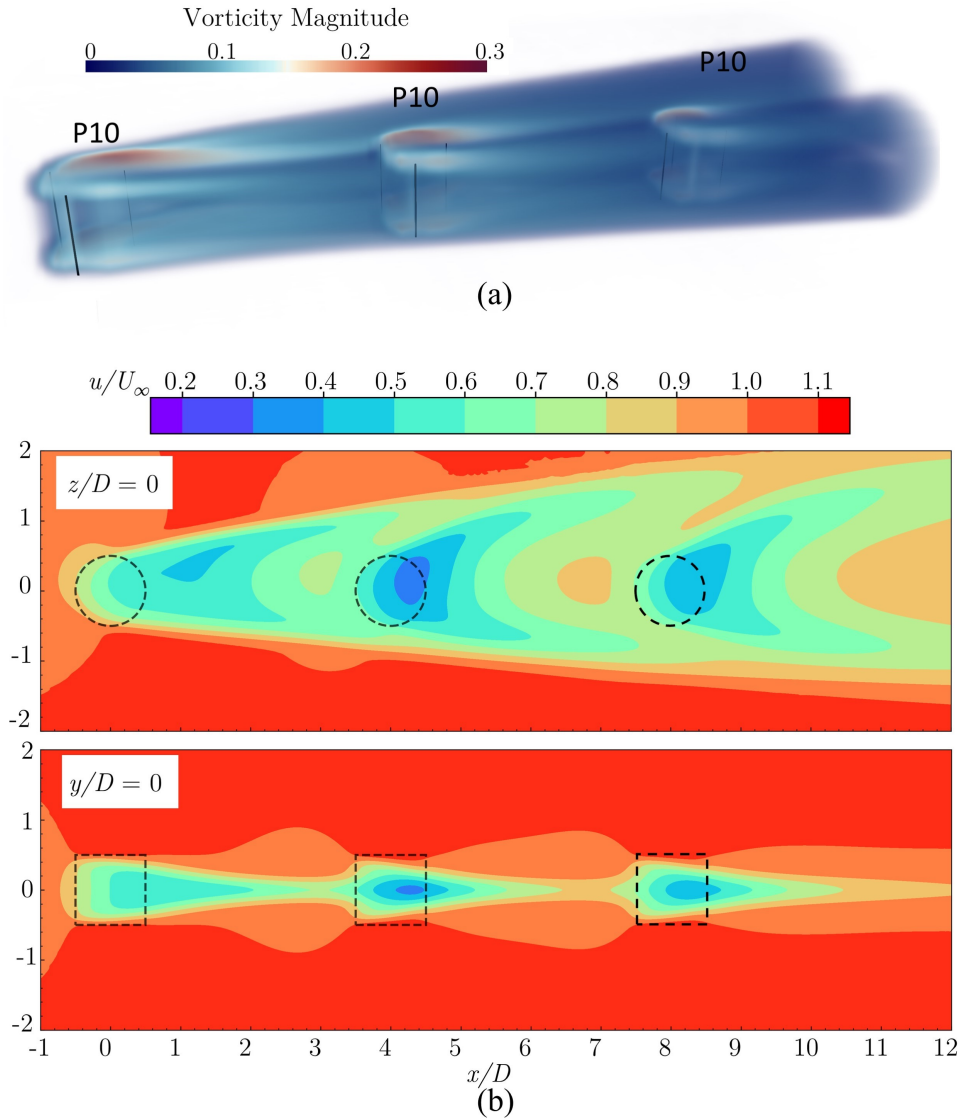 Vorticity Magnitude
0 0.1 0.2 0.3
P10
P10
P10
(a)
u/U∞ 0.2 0.3 0.4 0.5 0.6 0.8 0.9 1.0 1.1
2
z/D = 0
1
0
-1
-2
2
y/D = 0
1
0
-1
-2
-1 0 1 2 3 4 5 6 7 8 9 10 11 12
x/D
(b)